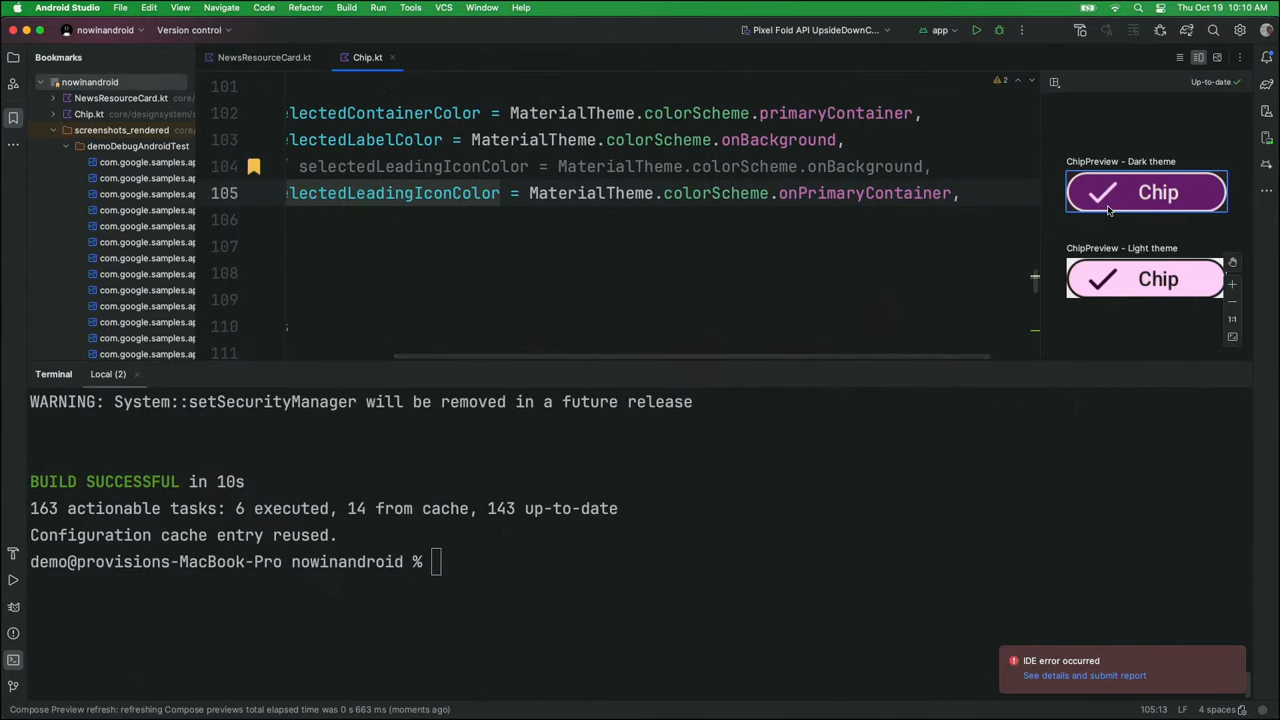 Android Studio File Edit View Navigate Code Refactor Build Run Tools VCS Window Help Thu Oct 19 10:10 AM
nowinandroid Version control Pixel Fold API UpsideDownC... app
Bookmarks NewsResourceCard.kt Chip.kt
2 Up-to-date
nowinandroid
NewsResourceCard.kt core/
Chip.kt core/designsystem/s
screenshots_rendered
demoDebugAndroidTest
com.google.samples.ap
com.google.samples.ap
com.google.samples.ap
com.google.samples.ap
com.google.samples.ap
com.google.samples.ap
com.google.samples.ap
com.google.samples.ap
com.google.samples.ap
com.google.samples.ap
com.google.samples.ap
com.google.samples.ap
com.google.samples.ap
101
102 electedContainerColor = MaterialTheme.colorScheme.primaryContainer,
103 electedLabelColor = MaterialTheme.colorScheme.onBackground,
104 selectedLeadingIconColor = MaterialTheme.colorScheme.onBackground,
105 electedLeadingIconColor = MaterialTheme.colorScheme.onPrimaryContainer,
106
107
108
109
110 s
111
ChipPreview - Dark theme
Chip
ChipPreview - Light theme
Chip
1:1
Terminal Local (2)
WARNING: System::setSecurityManager will be removed in a future release
BUILD SUCCESSFUL in 10s
163 actionable tasks: 6 executed, 14 from cache, 143 up-to-date
Configuration cache entry reused.
demo@provisions-MacBook-Pro nowinandroid %
IDE error occurred
See details and submit report
Compose Preview refresh: refreshing Compose previews total elapsed time was 0 s 663 ms (moments ago) 105:13 LF 4 spaces